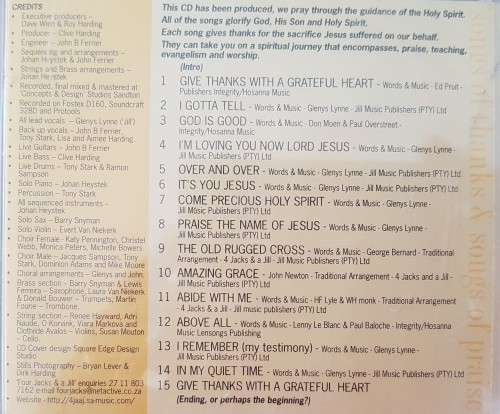 CREDITS
Executive producers –
Dave Wien & Roy Harding
Producer – Clive Harding
Engineer – John B Ferrier
Sequencing and arrangements –
Johan Heystek & John Ferrier
Strings and Brass arrangements –
Johan Heystek
Recorded, final mixed & mastered at
Concepts & Design Studios Sandton
Recorded on Fostex D160, Soundcraft
328D and Protools
All lead vocals – Glenys Lynne ('Jill')
Back up vocals – John B Ferrier,
Tony Stark, Lisa and Aimee Harding
Live Guitars – John B Ferrier
Live Bass – Clive Harding
Live Drums – Tony Stark & Ramon
Sampson
Solo Piano – Johan Heystek
Percussion – Tony Stark
All sequenced instruments –
Johan Heystek
Solo Sax – Barry Snyman
Solo Violin – Evert Van Niekerk
Choir Female - Katy Pennington, Christel
Webb, Monica Peters, Michelle Bowers
Choir Male – Jacques Sampson, Tony
Stark, Dominion Adams and Mike Moore
Choral arrangements – Glenys and John
Brass section – Barry Snyman & Lewis
Ferreira – Saxophone, Laura Van Niekerk
& Donald Bouwer – Trumpets, Martin
Fourie – Trombone.
String section – Renee Hayward, Adri
Naude, O Konarik, Viara Markova and
Clothilde Avalos – Violins, Susan Mouton
– Cello.
CD Cover design Square Edge Design
Studio
Stills Photography – Bryan Lever &
Dirk Harding
'Four Jacks & a Jill' enquiries 27 11 803
7162 e-mail fourjacks@netactive.co.za
Website – http://4jaaj.sa-music.com/
This CD has been produced, we pray through the guidance of the Holy Spirit.
All of the songs glorify God, His Son and Holy Spirit.
Each song gives thanks for the sacrifice Jesus suffered on our behalf.
They can take you on a spiritual journey that encompasses, praise, teaching,
evangelism and worship.
(Intro)
1 GIVE THANKS WITH A GRATEFUL HEART - Words & Music - Ed Pruit -
Publishers Integrity/Hosanna Music
2 I GOTTA TELL - Words & Music - Glenys Lynne - Jill Music Publishers (PTY) Ltd
3 GOD IS GOOD - Words & Music - Don Moen & Paul Overstreet -
Integrity/Hosanna Music
4 I'M LOVING YOU NOW LORD JESUS - Words & Music - Glenys Lynne -
Jill Music Publishers (PTY) Ltd
5 OVER AND OVER - Words & Music - Glenys Lynne - Jill Music Publishers (PTY) Ltd
6 IT'S YOU JESUS - Words & Music - Glenys Lynne - Jill Music Publishers (PTY) Ltd
7 COME PRECIOUS HOLY SPIRIT - Words & Music - Glenys Lynne -
Jill Music Publishers (PTY) Ltd
8 PRAISE THE NAME OF JESUS - Words & Music - Glenys Lynne -
Jill Music Publishers (PTY) Ltd
9 THE OLD RUGGED CROSS - Words & Music - George Bernard - Traditional
Arrangement - 4 Jacks & a Jill - Jill Music Publishers (PTY) Ltd
10 AMAZING GRACE - John Newton - Traditional Arrangement - 4 Jacks and a Jill -
Jill Music Publishers (PTY) Ltd
11 ABIDE WITH ME - Words & Music - HF Lyle & WH monk - Traditional Arrangement
- 4 Jacks & a Jill - Jill music Publishers (PTY) Ltd
12 ABOVE ALL - Words & Music - Lenny Le Blanc & Paul Baloche - Integrity/Hosanna
Music Lensongs Publishing
13 I REMEMBER (my testimony) - Words & Music - Glenys Lynne -
Jill Music Publishers (PTY) Ltd
14 IN MY QUIET TIME - Words & Music - Glenys Lynne - Jill Music Publishers (PTY) Ltd
15 GIVE THANKS WITH A GRATEFUL HEART
(Ending, or perhaps the beginning?)